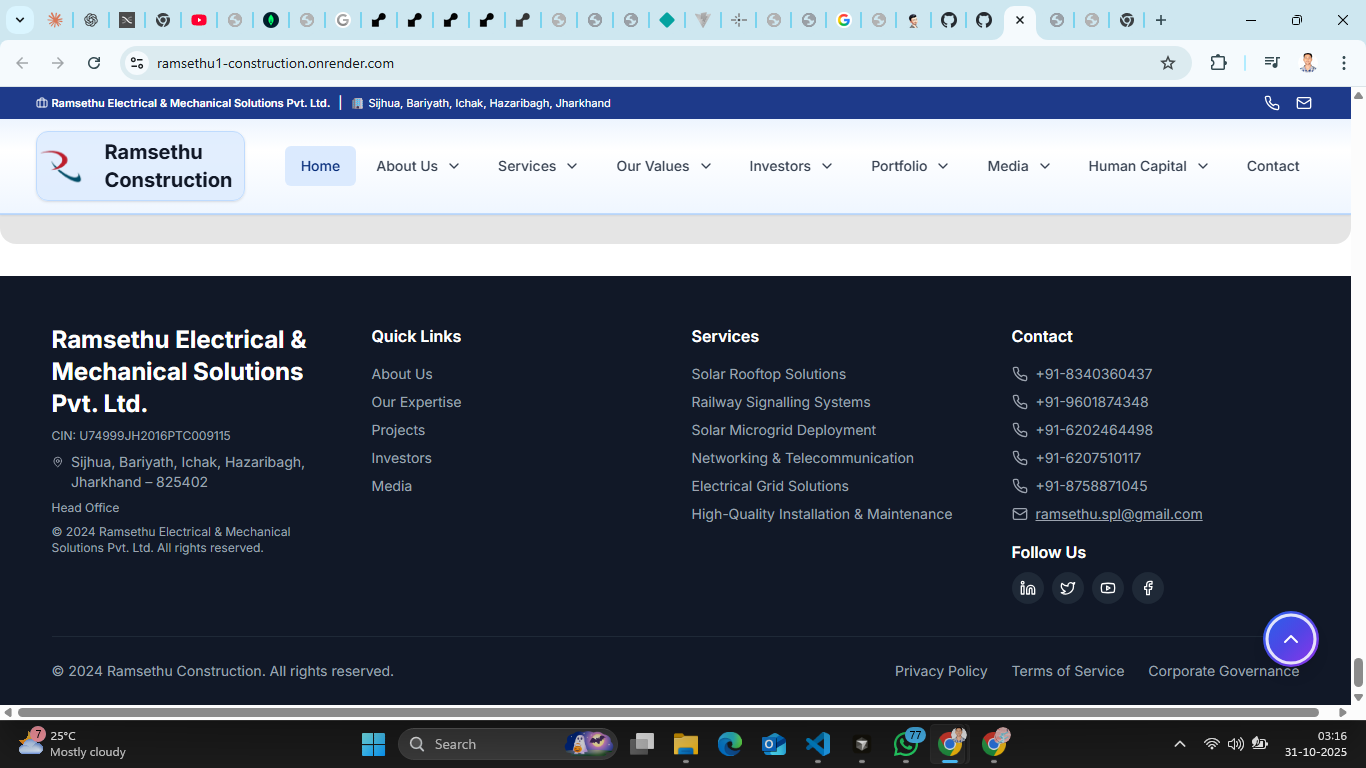 ramsethu1-construction.onrender.com
Ramsethu Electrical & Mechanical Solutions Pvt. Ltd. | Sijhua, Bariyath, Ichak, Hazaribagh, Jharkhand
Ramsethu
Construction
Home
About Us
Services
Our Values
Investors
Portfolio
Media
Human Capital
Contact
Ramsethu Electrical &
Mechanical Solutions
Pvt. Ltd.
CIN: U74999JH2016PTC009115
Sijhua, Bariyath, Ichak, Hazaribagh,
Jharkhand – 825402
Head Office
© 2024 Ramsethu Electrical & Mechanical
Solutions Pvt. Ltd. All rights reserved.
Quick Links
About Us
Our Expertise
Projects
Investors
Media
Services
Solar Rooftop Solutions
Railway Signalling Systems
Solar Microgrid Deployment
Networking & Telecommunication
Electrical Grid Solutions
High-Quality Installation & Maintenance
Contact
+91-8340360437
+91-9601874348
+91-6202464498
+91-6207510117
+91-8758871045
ramsethu.spl@gmail.com
Follow Us
© 2024 Ramsethu Construction. All rights reserved.
Privacy Policy
Terms of Service
Corporate Governance
7
25°C
Mostly cloudy
Search
77
03:16
31-10-2025